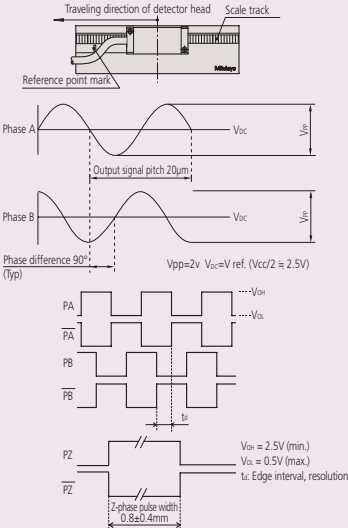 Traveling direction of detector head
Scale track
Mitutoyo
Reference point mark
Phase A
VDC
VPP
Output signal pitch 20μm
Phase B
VDC
VPP
Phase difference 90°
(Typ)
Vpp=2v VDC=V ref. (Vcc/2 ≒ 2.5V)
PA
VOH
PA
VOL
PB
PB
td
PZ
VOH = 2.5V (min.)
VOL = 0.5V (max.)
td: Edge interval, resolution
PZ
Z-phase pulse width
0.8±0.4mm